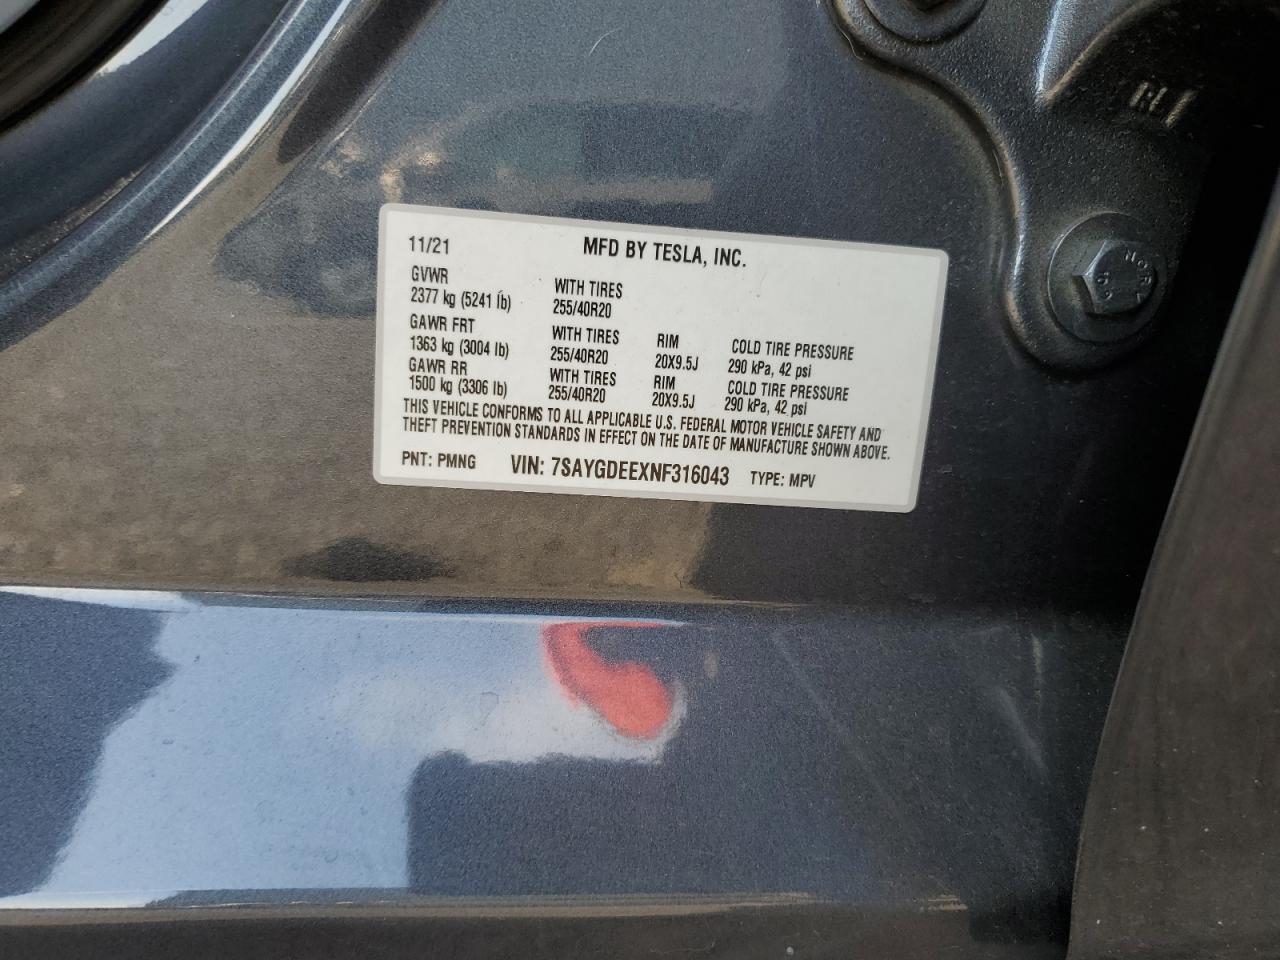 11/21 MFD BY TESLA, INC.
GVWR
2377 kg (5241 lb) WITH TIRES 255/40R20
GAWR FRT WITH TIRES RIM COLD TIRE PRESSURE
1363 kg (3004 lb) 255/40R20 20X9.5J 290 kPa, 42 psi
GAWR RR WITH TIRES RIM COLD TIRE PRESSURE
1500 kg (3306 lb) 255/40R20 20X9.5J 290 kPa, 42 psi
THIS VEHICLE CONFORMS TO ALL APPLICABLE U.S. FEDERAL MOTOR VEHICLE SAFETY AND
THEFT PREVENTION STANDARDS IN EFFECT ON THE DATE OF MANUFACTURE SHOWN ABOVE.
PNT: PMNG VIN: 7SAYGDEEXNF316043 TYPE: MPV